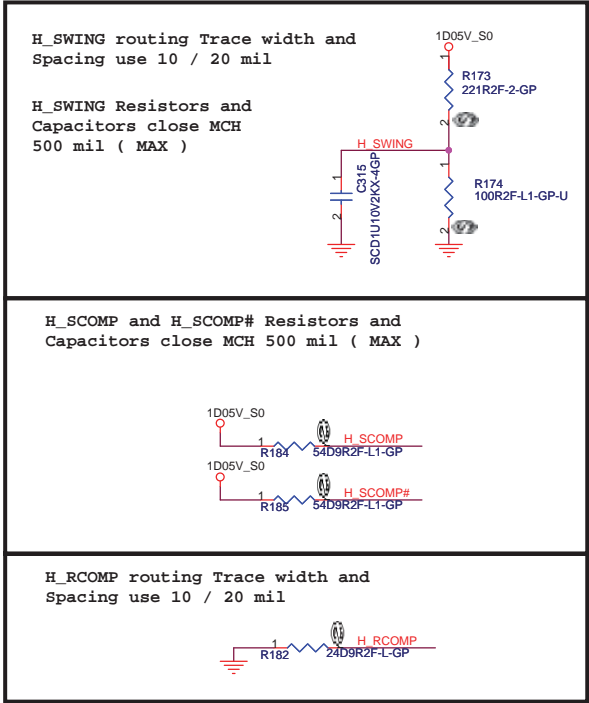 H_SWING routing Trace width and
Spacing use 10 / 20 mil
H_SWING Resistors and
Capacitors close MCH
500 mil ( MAX )
1D05V_S0
1
R173
221R2F-2-GP
2
H_SWING
1
C315
SCD1U10V2KX-4GP
2
1
R174
100R2F-L1-GP-U
2
H_SCOMP and H_SCOMP# Resistors and
Capacitors close MCH 500 mil ( MAX )
1D05V_S0
1
H_SCOMP
R184
54D9R2F-L1-GP
1D05V_S0
1
H_SCOMP#
R185
54D9R2F-L1-GP
H_RCOMP routing Trace width and
Spacing use 10 / 20 mil
1
H_RCOMP
R182
24D9R2F-L-GP